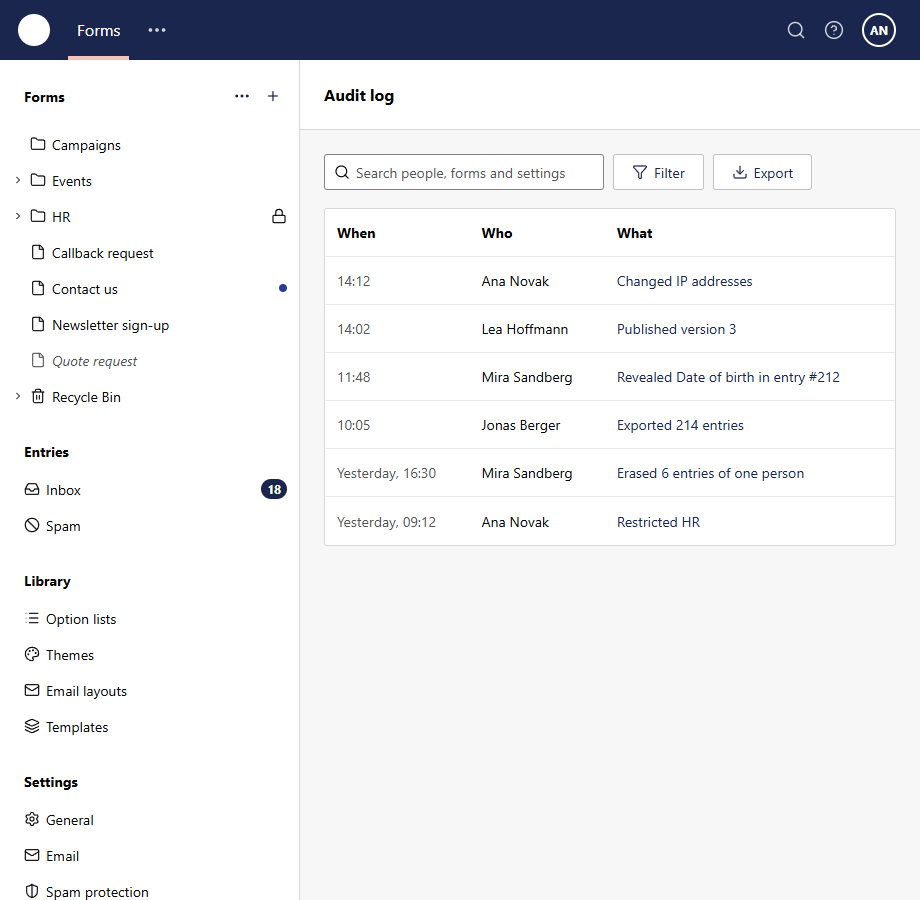 Forms
AN
Forms
Campaigns
Events
HR
Callback request
Contact us
Newsletter sign-up
Quote request
Recycle Bin
Entries
Inbox 18
Spam
Library
Option lists
Themes
Email layouts
Templates
Settings
General
Email
Spam protection
Audit log
Search people, forms and settings
Filter
Export
When Who What
14:12 Ana Novak Changed IP addresses
14:02 Lea Hoffmann Published version 3
11:48 Mira Sandberg Revealed Date of birth in entry #212
10:05 Jonas Berger Exported 214 entries
Yesterday, 16:30 Mira Sandberg Erased 6 entries of one person
Yesterday, 09:12 Ana Novak Restricted HR